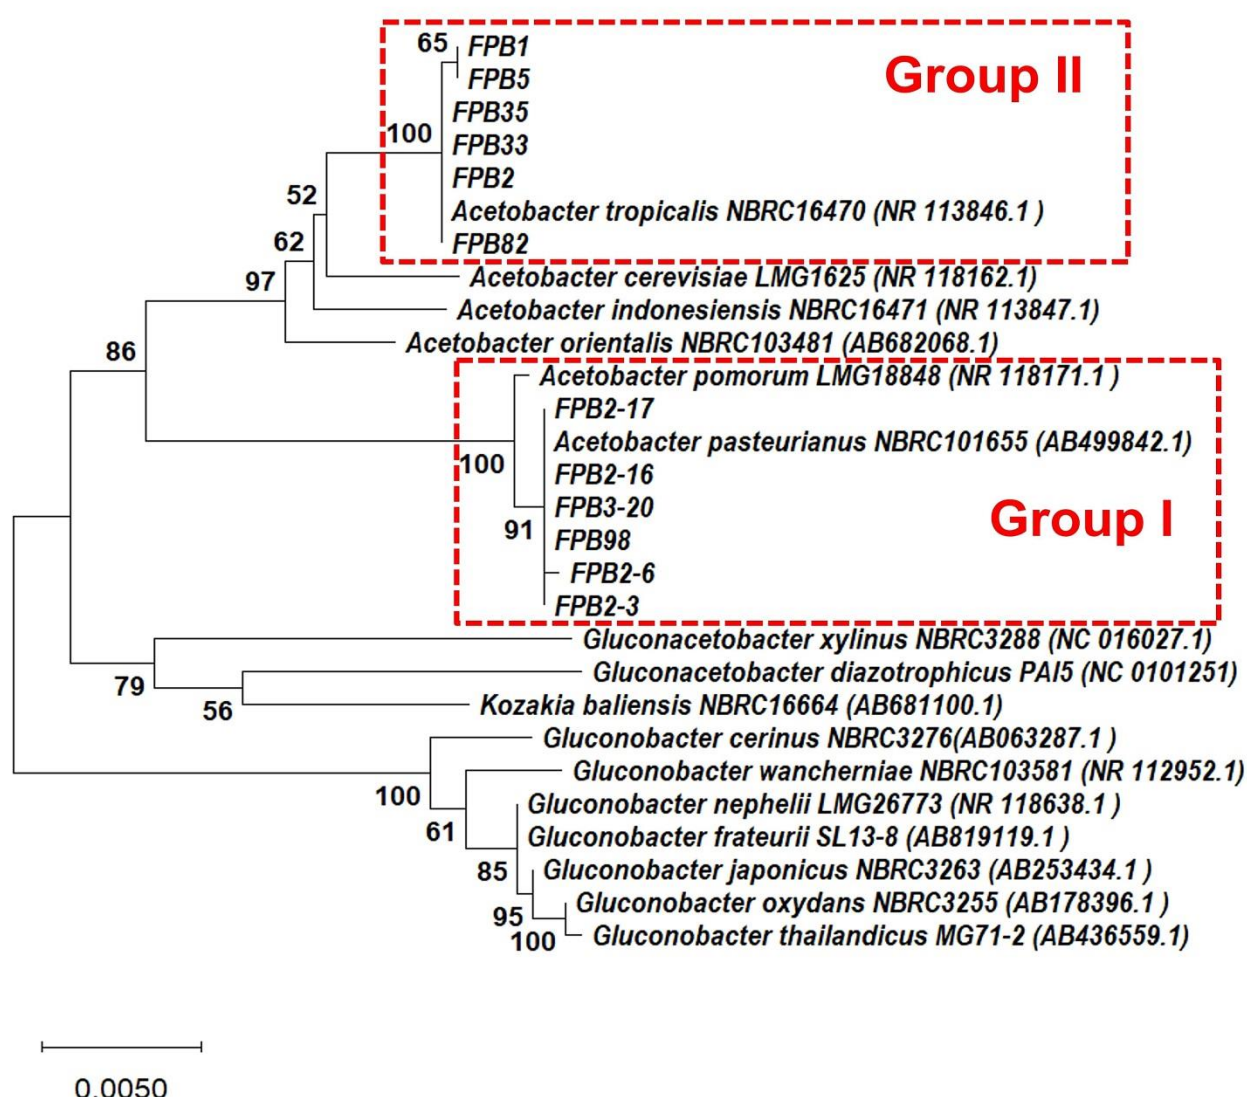 65 FPB1
FPB5
Group II
FPB35
100 FPB33
FPB2
52 Acetobacter tropicalis NBRC16470 (NR 113846.1 )
62 FPB82
97 Acetobacter cerevisiae LMG1625 (NR 118162.1)
Acetobacter indonesiensis NBRC16471 (NR 113847.1)
86 Acetobacter orientalis NBRC103481 (AB682068.1)
Acetobacter pomorum LMG18848 (NR 118171.1 )
FPB2-17
Acetobacter pasteurianus NBRC101655 (AB499842.1)
100 FPB2-16
FPB3-20
Group I
91 FPB98
FPB2-6
FPB2-3
Gluconacetobacter xylinus NBRC3288 (NC 016027.1)
79 Gluconacetobacter diazotrophicus PAI5 (NC 0101251)
56 Kozakia baliensis NBRC16664 (AB681100.1)
Gluconobacter cerinus NBRC3276(AB063287.1 )
Gluconobacter wancherniae NBRC103581 (NR 112952.1)
100 Gluconobacter nephelii LMG26773 (NR 118638.1 )
61 Gluconobacter frateurii SL13-8 (AB819119.1 )
85 Gluconobacter japonicus NBRC3263 (AB253434.1 )
95 Gluconobacter oxydans NBRC3255 (AB178396.1 )
100 Gluconobacter thailandicus MG71-2 (AB436559.1)
0.0050